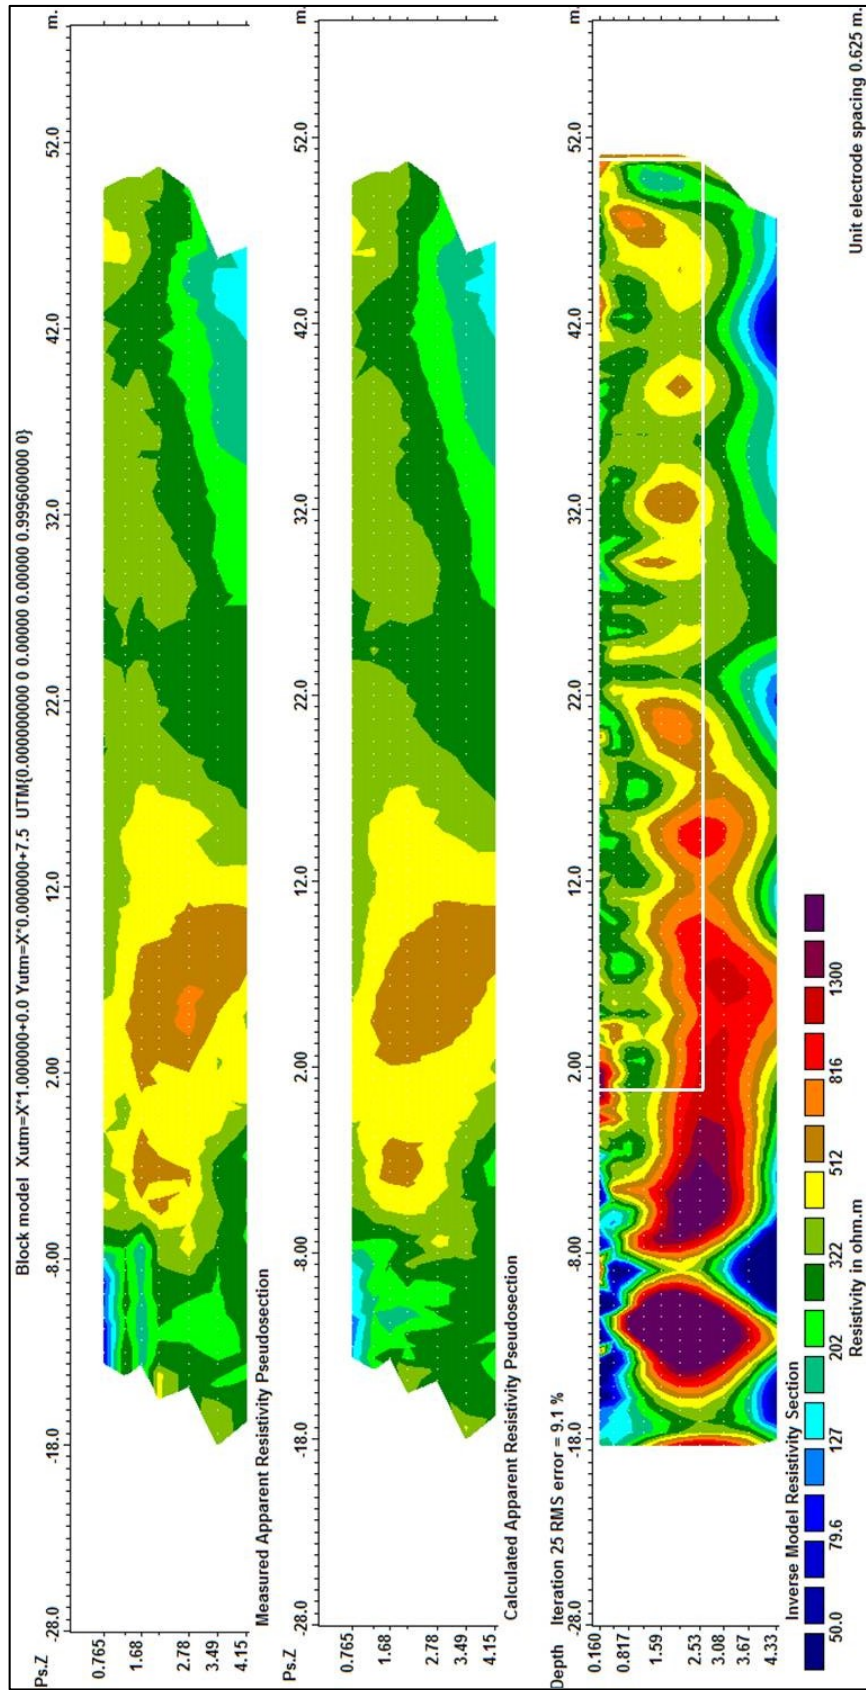 Block model Xutm=X*1.000000+0.0 Yutm=X*0.000000+7.5 UTM{0.000000000 0 0.00000 0.00000 0.999600000 0}
Ps.Z -28.0 -18.0 -8.00 2.00 12.0 22.0 32.0 42.0 52.0 m.
0.765
1.68
2.78
3.49
4.15
Measured Apparent Resistivity Pseudosection
Ps.Z -28.0 -18.0 -8.00 2.00 12.0 22.0 32.0 42.0 52.0 m.
0.765
1.68
2.78
3.49
4.15
Calculated Apparent Resistivity Pseudosection
Depth Iteration 25 RMS error = 9.1 %
-28.0 -18.0 -8.00 2.00 12.0 22.0 32.0 42.0 52.0 m.
0.160
0.817
1.59
2.53
3.08
3.67
4.33
Inverse Model Resistivity Section
50.0 79.6 127 202 322 512 816 1300
Resistivity in ohm.m
Unit electrode spacing 0.625 m.